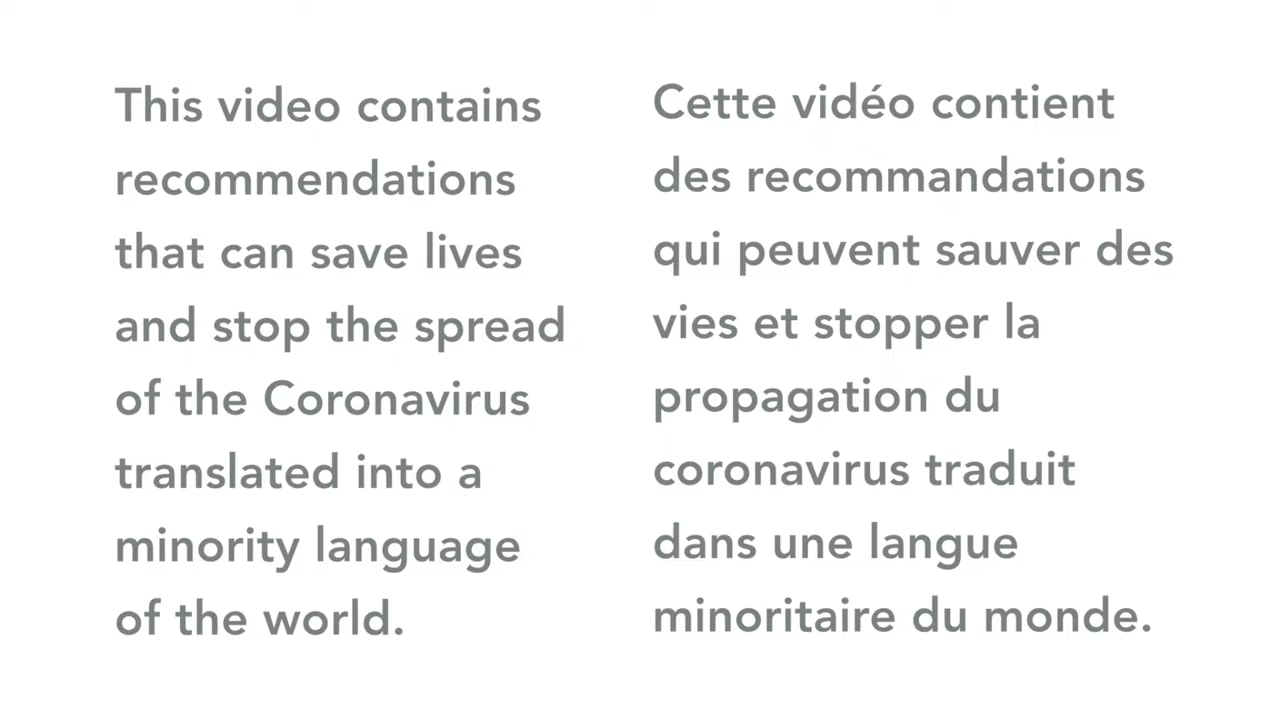 This video contains
recommendations
that can save lives
and stop the spread
of the Coronavirus
translated into a
minority language
of the world.
Cette vidéo contient
des recommandations
qui peuvent sauver des
vies et stopper la
propagation du
coronavirus traduit
dans une langue
minoritaire du monde.